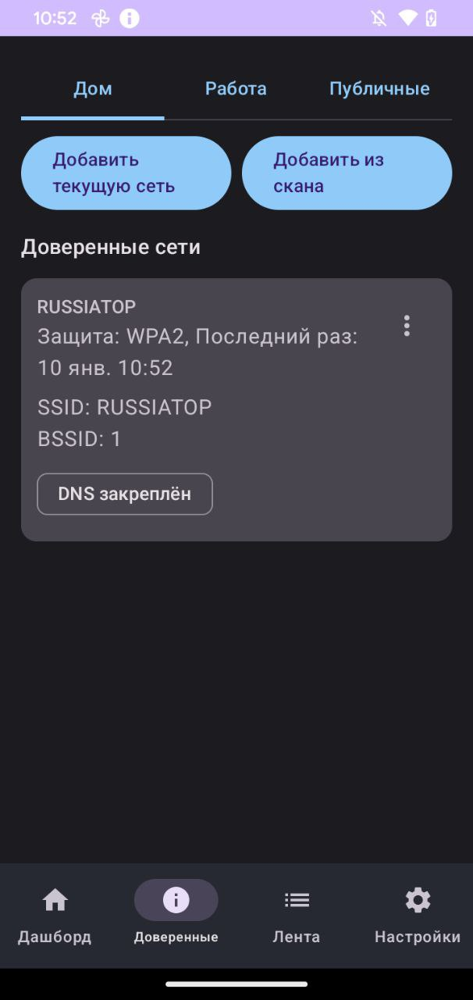 10:52
Дом
Работа
Публичные
Добавить
текущую сеть
Добавить из
скана
Доверенные сети
RUSSIATOP
Защита: WPA2, Последний раз:
10 янв. 10:52
SSID: RUSSIATOP
BSSID: 1
DNS закреплён
Дашборд
Доверенные
Лента
Настройки